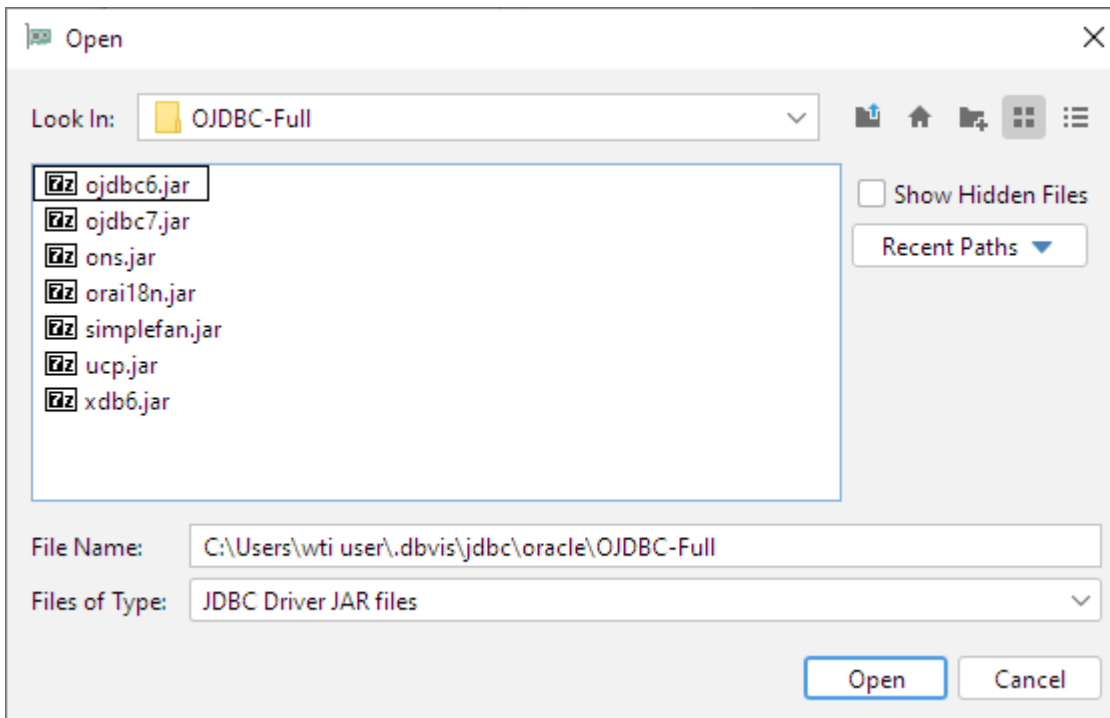 Open
Look In: OJDBC-Full
ojdbc6.jar
Show Hidden Files
ojdbc7.jar
Recent Paths
ons.jar
orai18n.jar
simplefan.jar
ucp.jar
xdb6.jar
File Name: C:\Users\wti user\.dbvis\jdbc\oracle\OJDBC-Full
Files of Type: JDBC Driver JAR files
Open Cancel